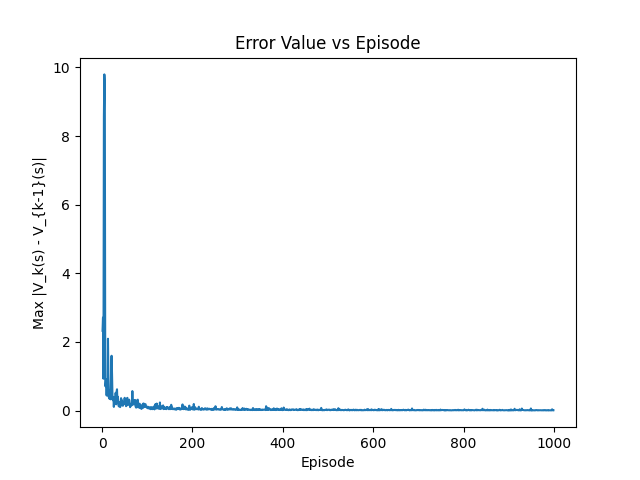 Error Value vs Episode
Max |V_k(s) - V_{k-1}(s)|
10
8
6
4
2
0
0 200 400 600 800 1000
Episode